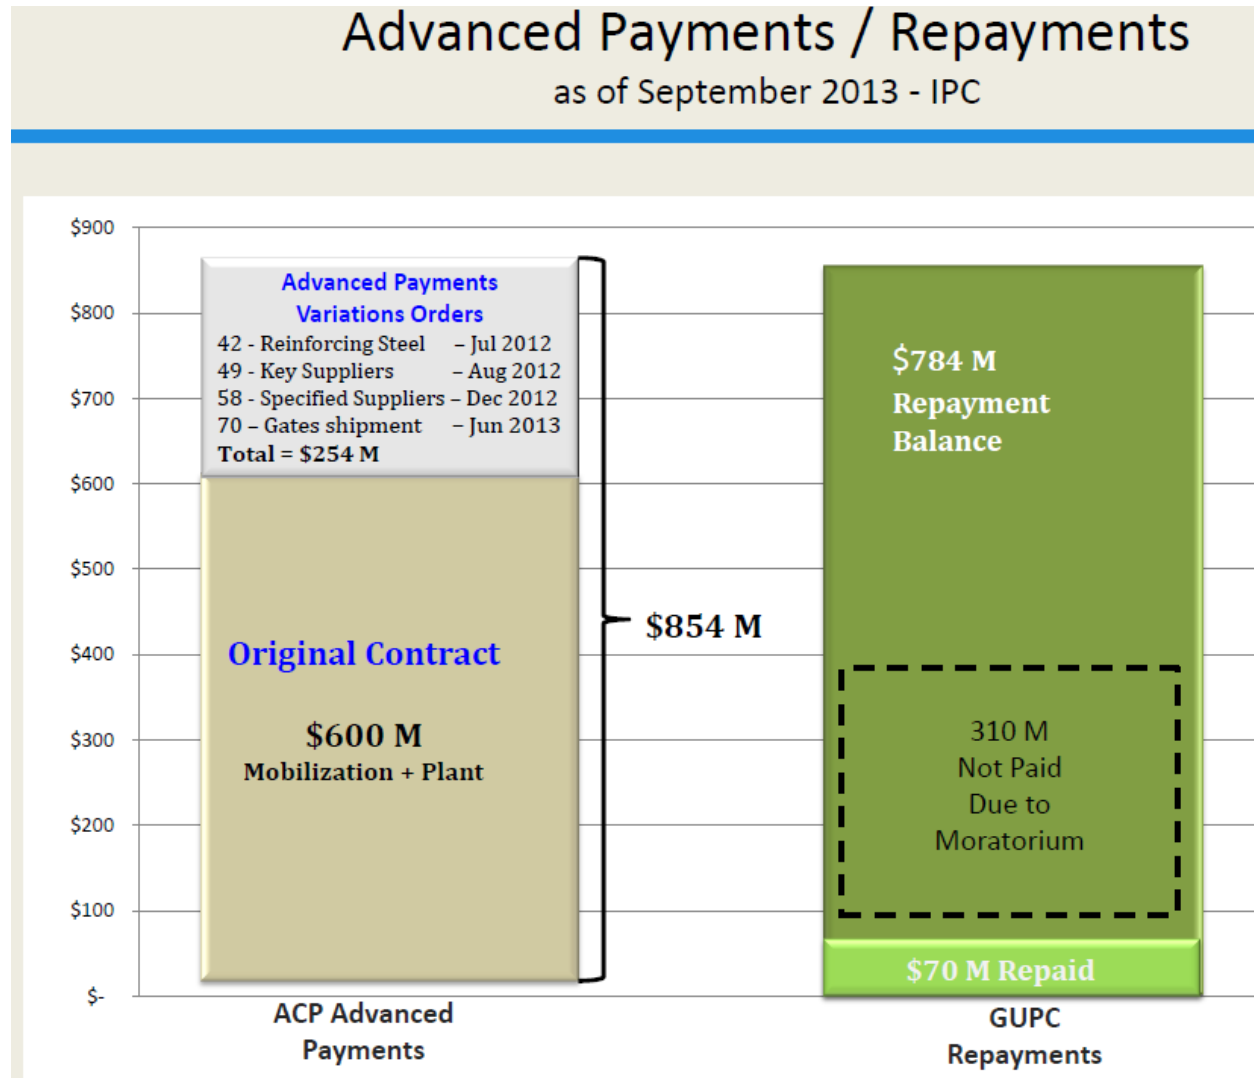 Advanced Payments / Repayments
as of September 2013 - IPC
$900
$800
$700
$600
$500
$400
$300
$200
$100
$-
Advanced Payments
Variations Orders
42 - Reinforcing Steel – Jul 2012
49 - Key Suppliers – Aug 2012
58 - Specified Suppliers – Dec 2012
70 – Gates shipment – Jun 2013
Total = $254 M
Original Contract
$600 M
Mobilization + Plant
$854 M
$784 M
Repayment
Balance
310 M
Not Paid
Due to
Moratorium
$70 M Repaid
ACP Advanced
Payments
GUPC
Repayments